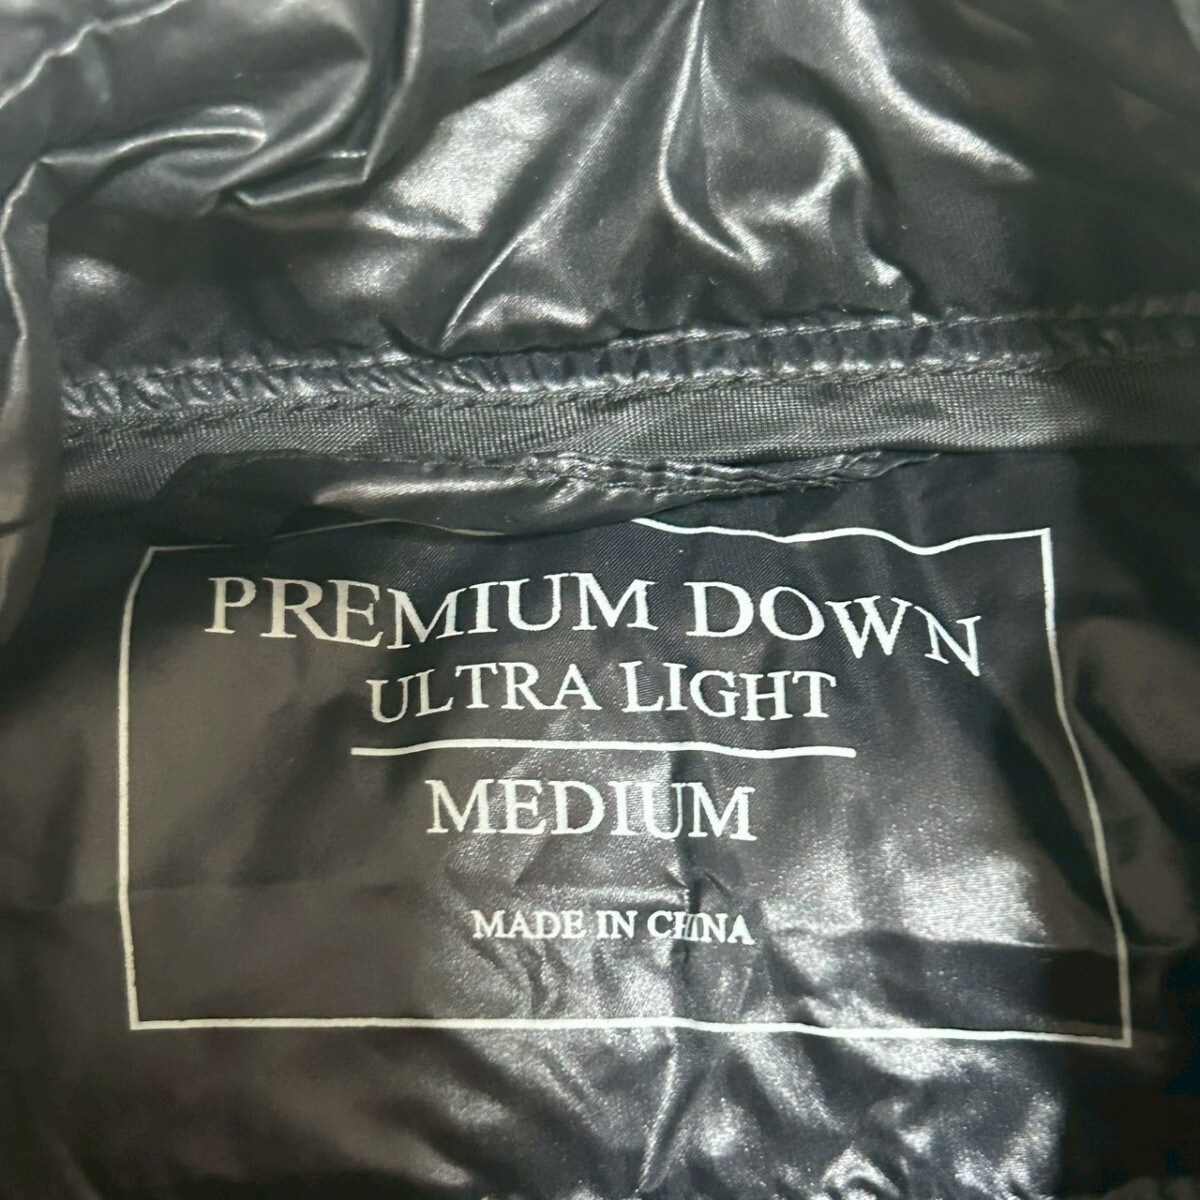 PREMIUM DOWN
ULTRA LIGHT
MEDIUM
MADE IN CHINA